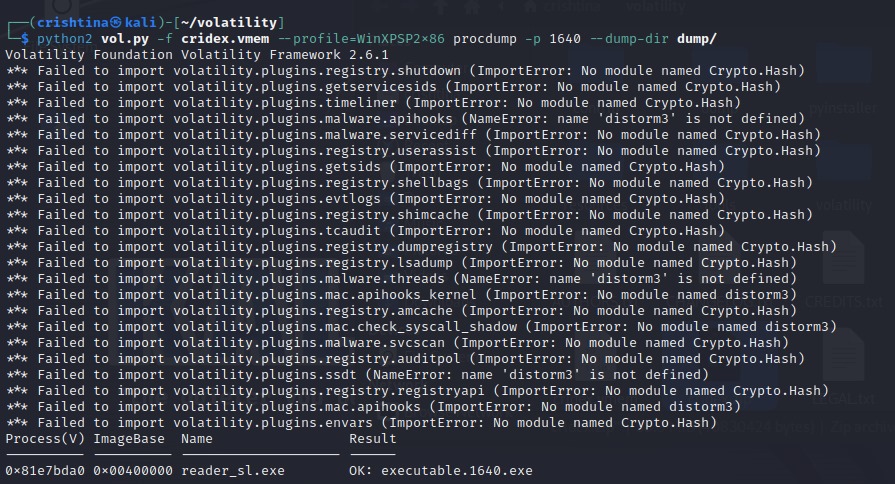 ┌──(crishtina㉿kali)-[~/volatility]
└─$ python2 vol.py -f cridex.vmem --profile=WinXPSP2×86 procdump -p 1640 --dump-dir dump/
Volatility Foundation Volatility Framework 2.6.1
*** Failed to import volatility.plugins.registry.shutdown (ImportError: No module named Crypto.Hash)
*** Failed to import volatility.plugins.getservicesids (ImportError: No module named Crypto.Hash)
*** Failed to import volatility.plugins.timeliner (ImportError: No module named Crypto.Hash)
*** Failed to import volatility.plugins.malware.apihooks (NameError: name 'distorm3' is not defined)
*** Failed to import volatility.plugins.malware.servicediff (ImportError: No module named Crypto.Hash)
*** Failed to import volatility.plugins.registry.userassist (ImportError: No module named Crypto.Hash)
*** Failed to import volatility.plugins.getsids (ImportError: No module named Crypto.Hash)
*** Failed to import volatility.plugins.registry.shellbags (ImportError: No module named Crypto.Hash)
*** Failed to import volatility.plugins.evtlogs (ImportError: No module named Crypto.Hash)
*** Failed to import volatility.plugins.registry.shimcache (ImportError: No module named Crypto.Hash)
*** Failed to import volatility.plugins.tcaudit (ImportError: No module named Crypto.Hash)
*** Failed to import volatility.plugins.registry.dumpregistry (ImportError: No module named Crypto.Hash)
*** Failed to import volatility.plugins.registry.lsadump (ImportError: No module named Crypto.Hash)
*** Failed to import volatility.plugins.malware.threads (NameError: name 'distorm3' is not defined)
*** Failed to import volatility.plugins.mac.apihooks_kernel (ImportError: No module named distorm3)
*** Failed to import volatility.plugins.registry.amcache (ImportError: No module named Crypto.Hash)
*** Failed to import volatility.plugins.mac.check_syscall_shadow (ImportError: No module named distorm3)
*** Failed to import volatility.plugins.malware.svcscan (ImportError: No module named Crypto.Hash)
*** Failed to import volatility.plugins.registry.auditpol (ImportError: No module named Crypto.Hash)
*** Failed to import volatility.plugins.ssdt (NameError: name 'distorm3' is not defined)
*** Failed to import volatility.plugins.registry.registryapi (ImportError: No module named Crypto.Hash)
*** Failed to import volatility.plugins.mac.apihooks (ImportError: No module named distorm3)
*** Failed to import volatility.plugins.envars (ImportError: No module named Crypto.Hash)
Process(V) ImageBase Name Result
0×81e7bda0 0×00400000 reader_sl.exe OK: executable.1640.exe
pyinstaller
volatility
CREDITS.txt